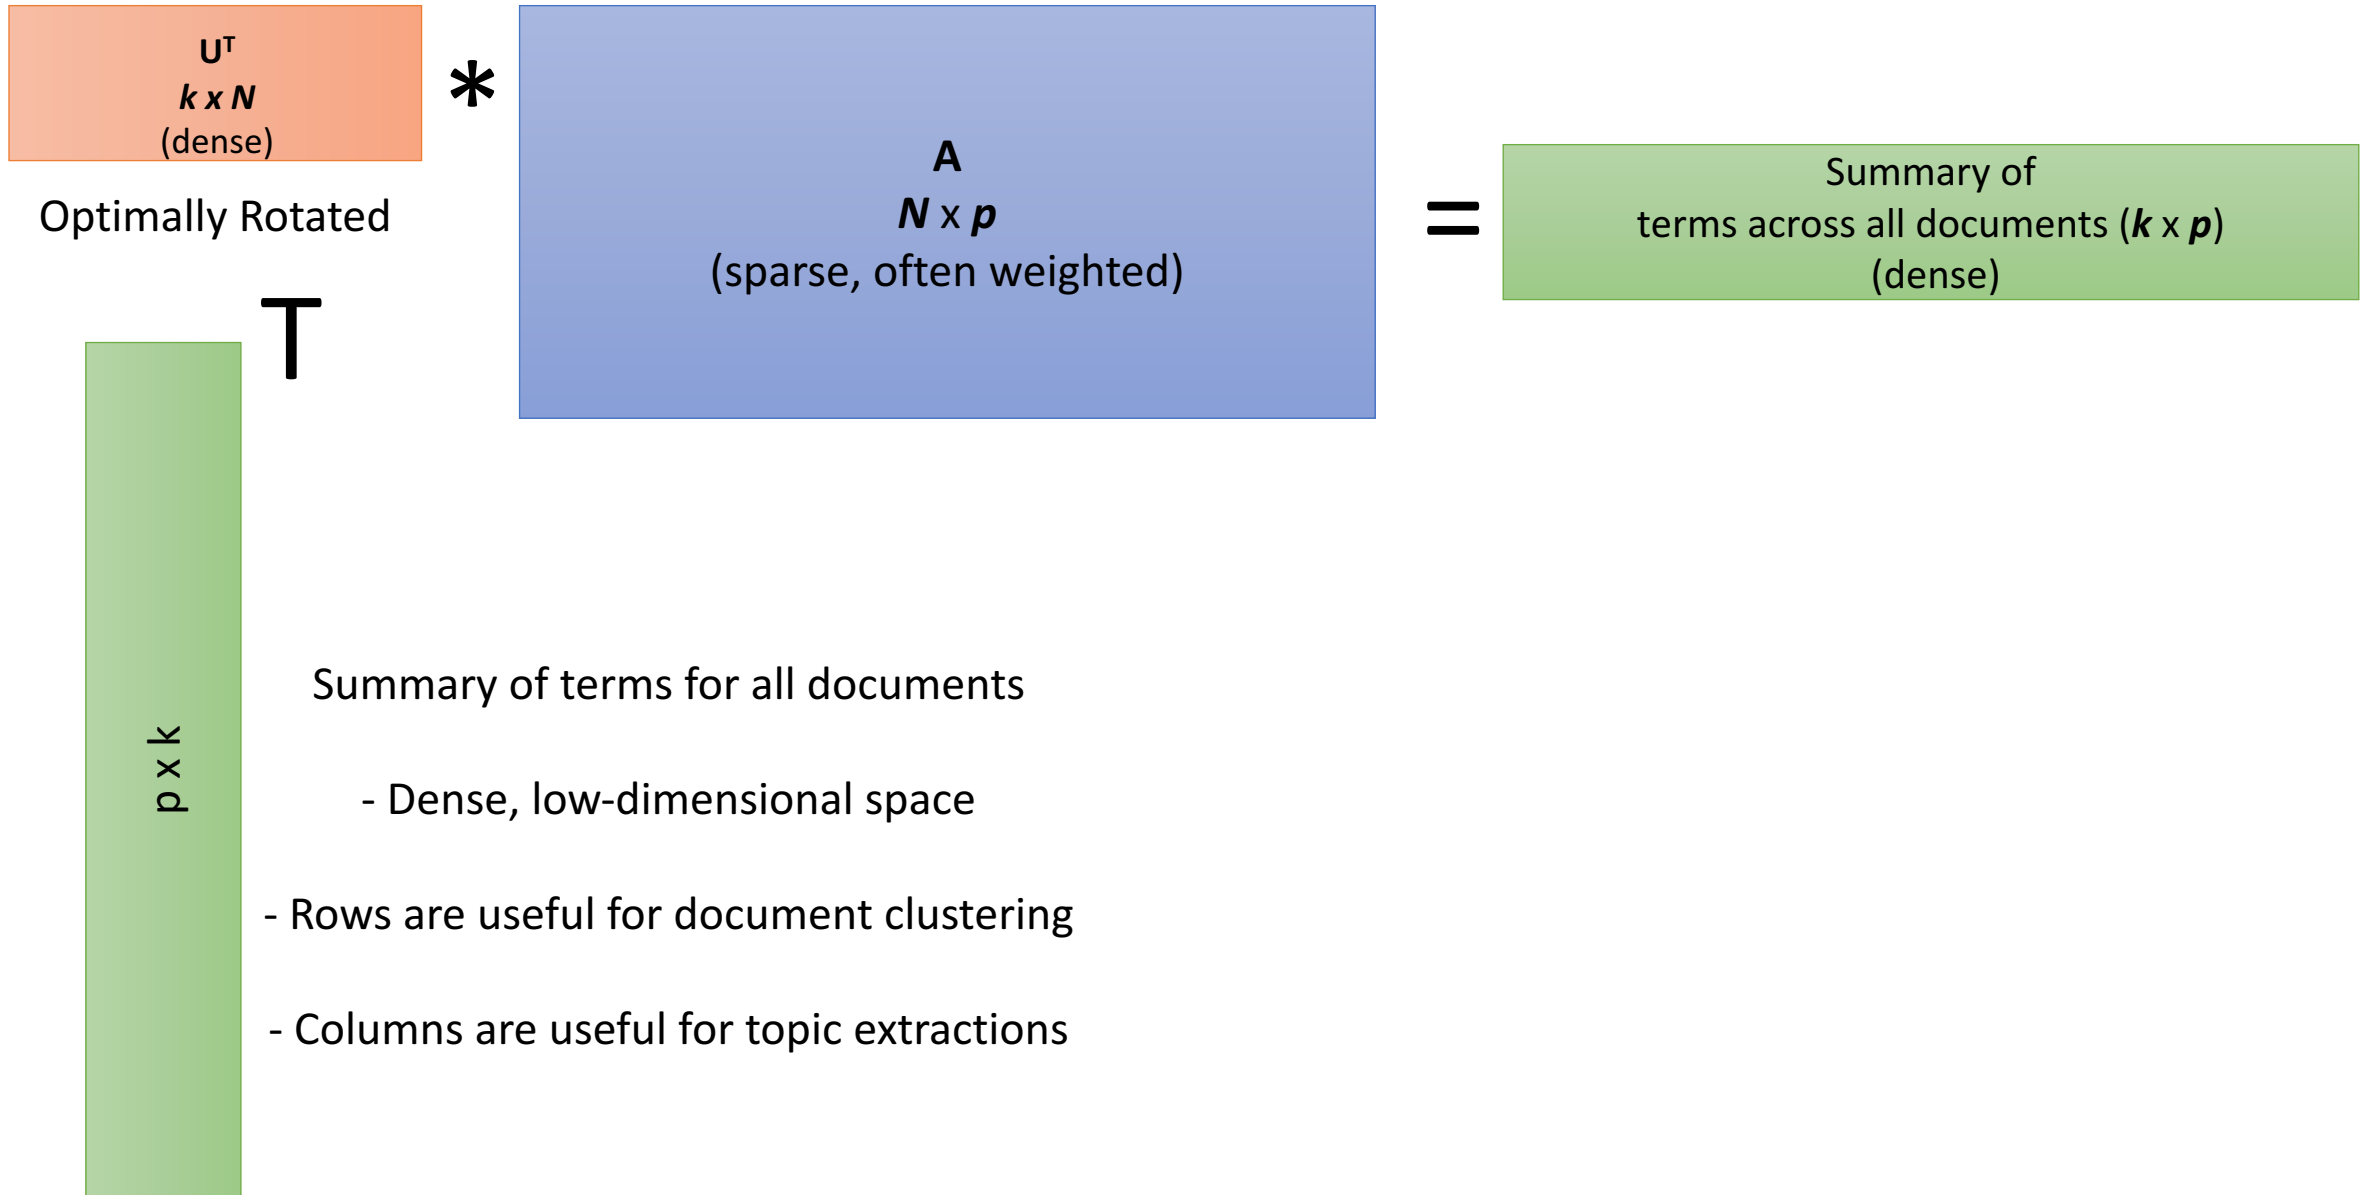 Uᵀ
k x N
(dense)
*
Optimally Rotated
A
N x p
(sparse, often weighted)
=
Summary of
terms across all documents (k x p)
(dense)
T
p x k
Summary of terms for all documents
- Dense, low-dimensional space
- Rows are useful for document clustering
- Columns are useful for topic extractions